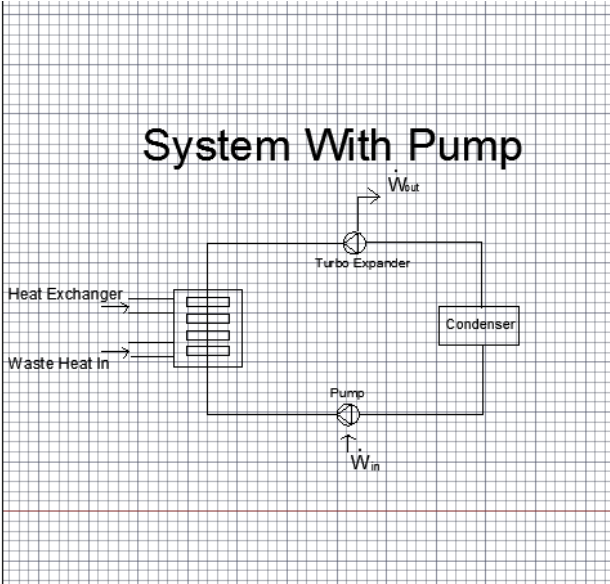 System With Pump
Ẇout
Turbo Expander
Heat Exchanger
Condenser
Waste Heat In
Pump
Ẇin